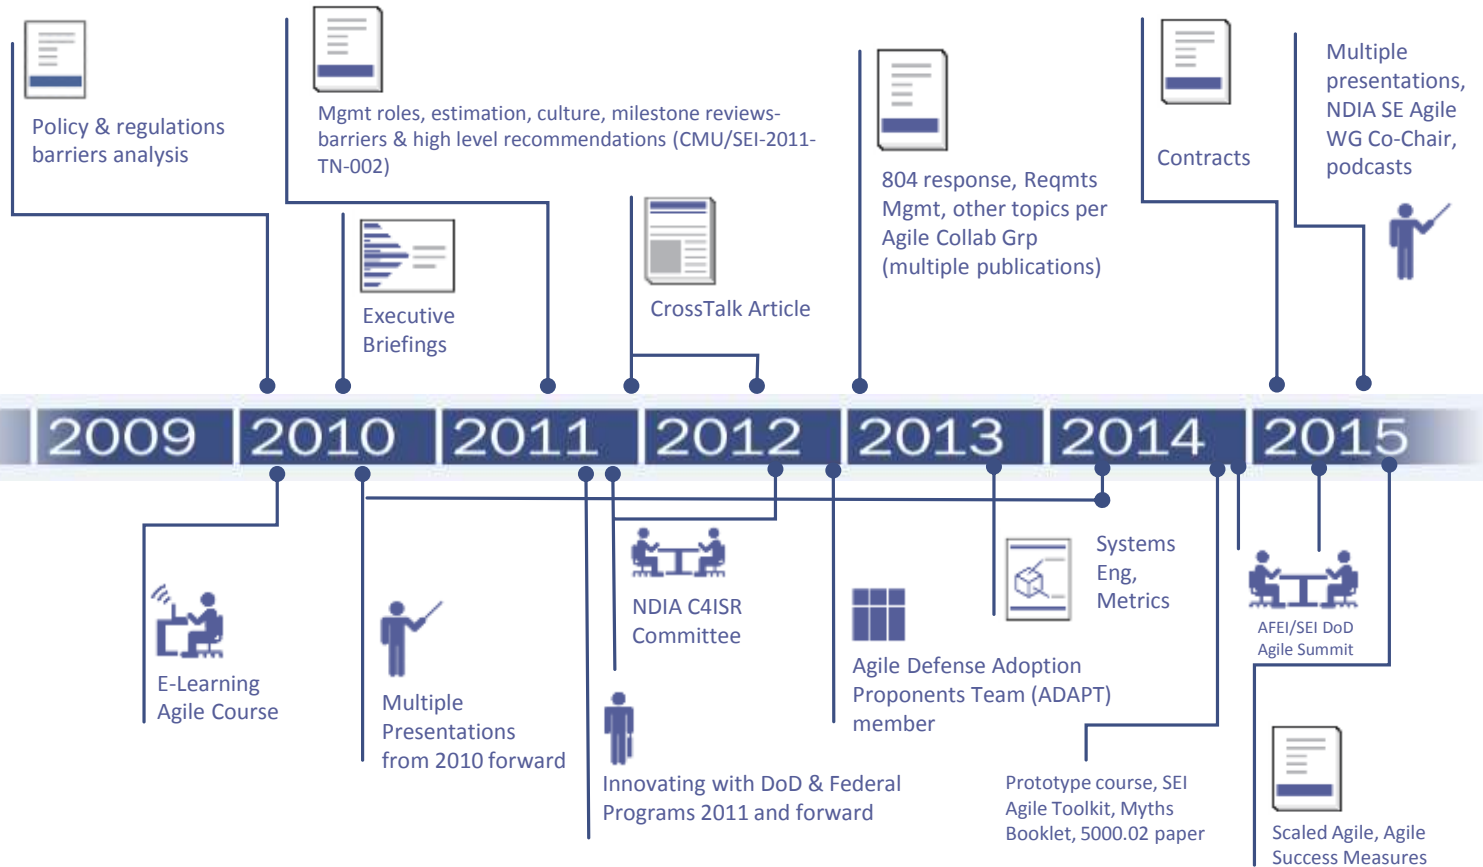 Policy & regulations
barriers analysis
Mgmt roles, estimation, culture, milestone reviews-
barriers & high level recommendations (CMU/SEI-2011-
TN-002)
Executive
Briefings
CrossTalk Article
804 response, Reqmts
Mgmt, other topics per
Agile Collab Grp
(multiple publications)
Contracts
Multiple
presentations,
NDIA SE Agile
WG Co-Chair,
podcasts
2009
2010
2011
2012
2013
2014
2015
E-Learning
Agile Course
Multiple
Presentations
from 2010 forward
NDIA C4ISR
Committee
Innovating with DoD & Federal
Programs 2011 and forward
Agile Defense Adoption
Proponents Team (ADAPT)
member
Systems
Eng,
Metrics
Prototype course, SEI
Agile Toolkit, Myths
Booklet, 5000.02 paper
AFEI/SEI DoD
Agile Summit
Scaled Agile, Agile
Success Measures